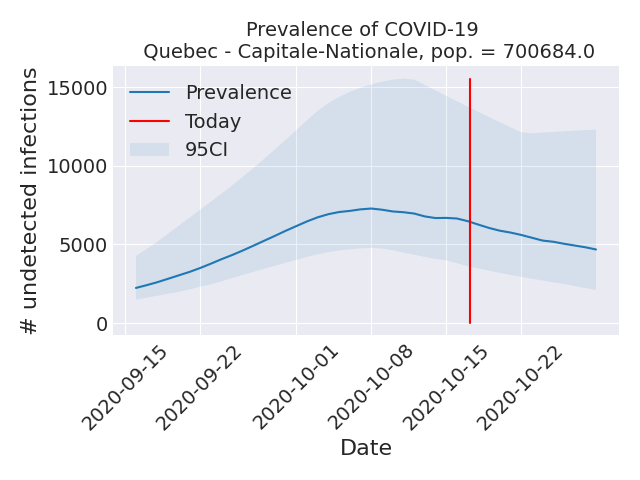 Prevalence of COVID-19
Quebec - Capitale-Nationale, pop. = 700684.0
# undetected infections
15000
10000
5000
0
Prevalence
Today
95CI
2020-09-15
2020-09-22
2020-10-01
2020-10-08
2020-10-15
2020-10-22
Date